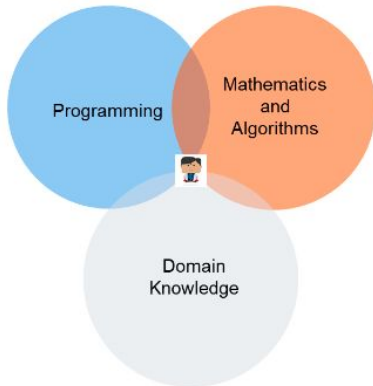 Programming
Mathematics
and
Algorithms
Domain
Knowledge